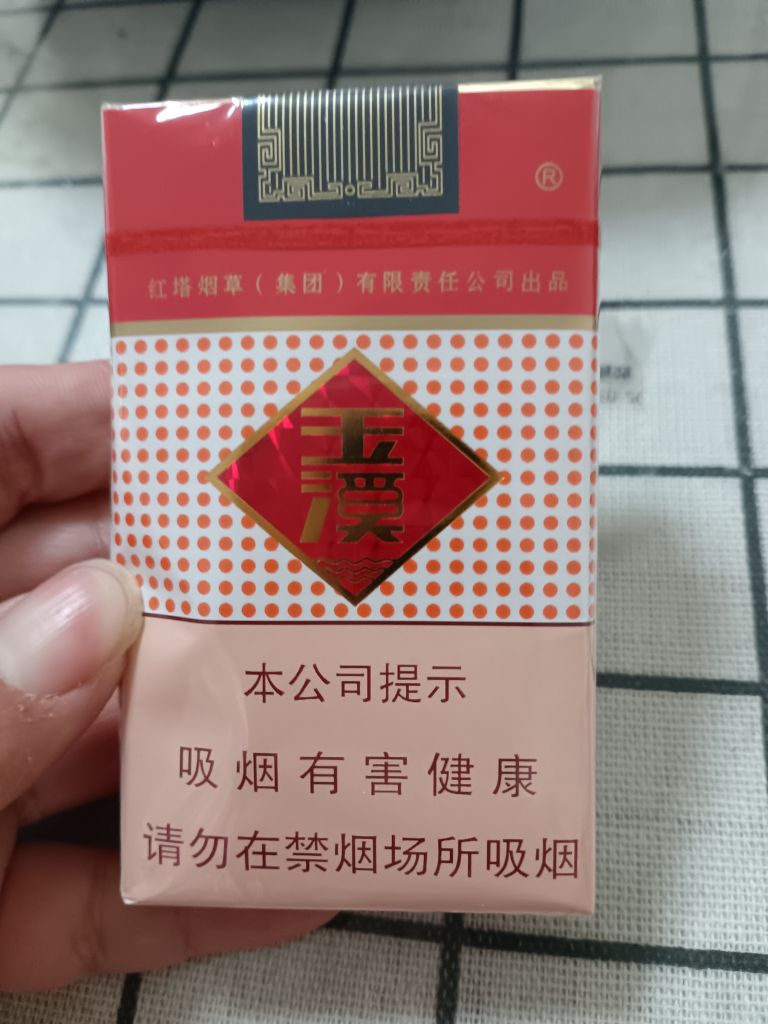 ®
红塔烟草（集团）有限责任公司出品
玉
溪
本公司提示
吸烟有害健康
请勿在禁烟场所吸烟